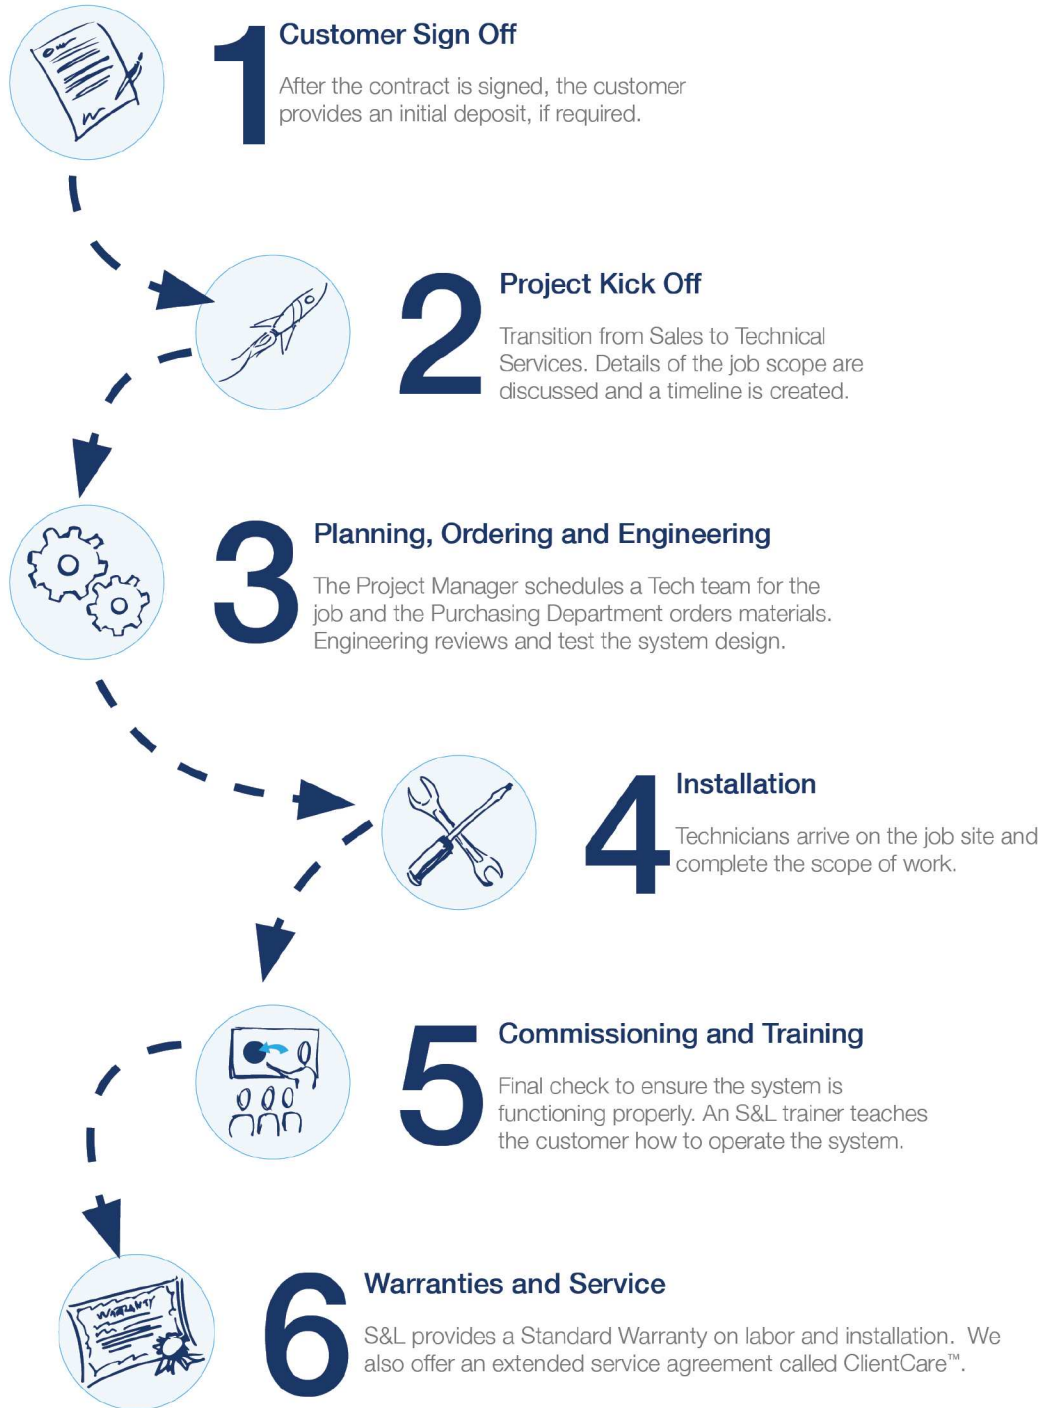 1
Customer Sign Off
After the contract is signed, the customer
provides an initial deposit, if required.
2
Project Kick Off
Transition from Sales to Technical
Services. Details of the job scope are
discussed and a timeline is created.
3
Planning, Ordering and Engineering
The Project Manager schedules a Tech team for the
job and the Purchasing Department orders materials.
Engineering reviews and test the system design.
4
Installation
Technicians arrive on the job site and
complete the scope of work.
5
Commissioning and Training
Final check to ensure the system is
functioning properly. An S&L trainer teaches
the customer how to operate the system.
WARRANTY
6
Warranties and Service
S&L provides a Standard Warranty on labor and installation.  We
also offer an extended service agreement called ClientCare™.